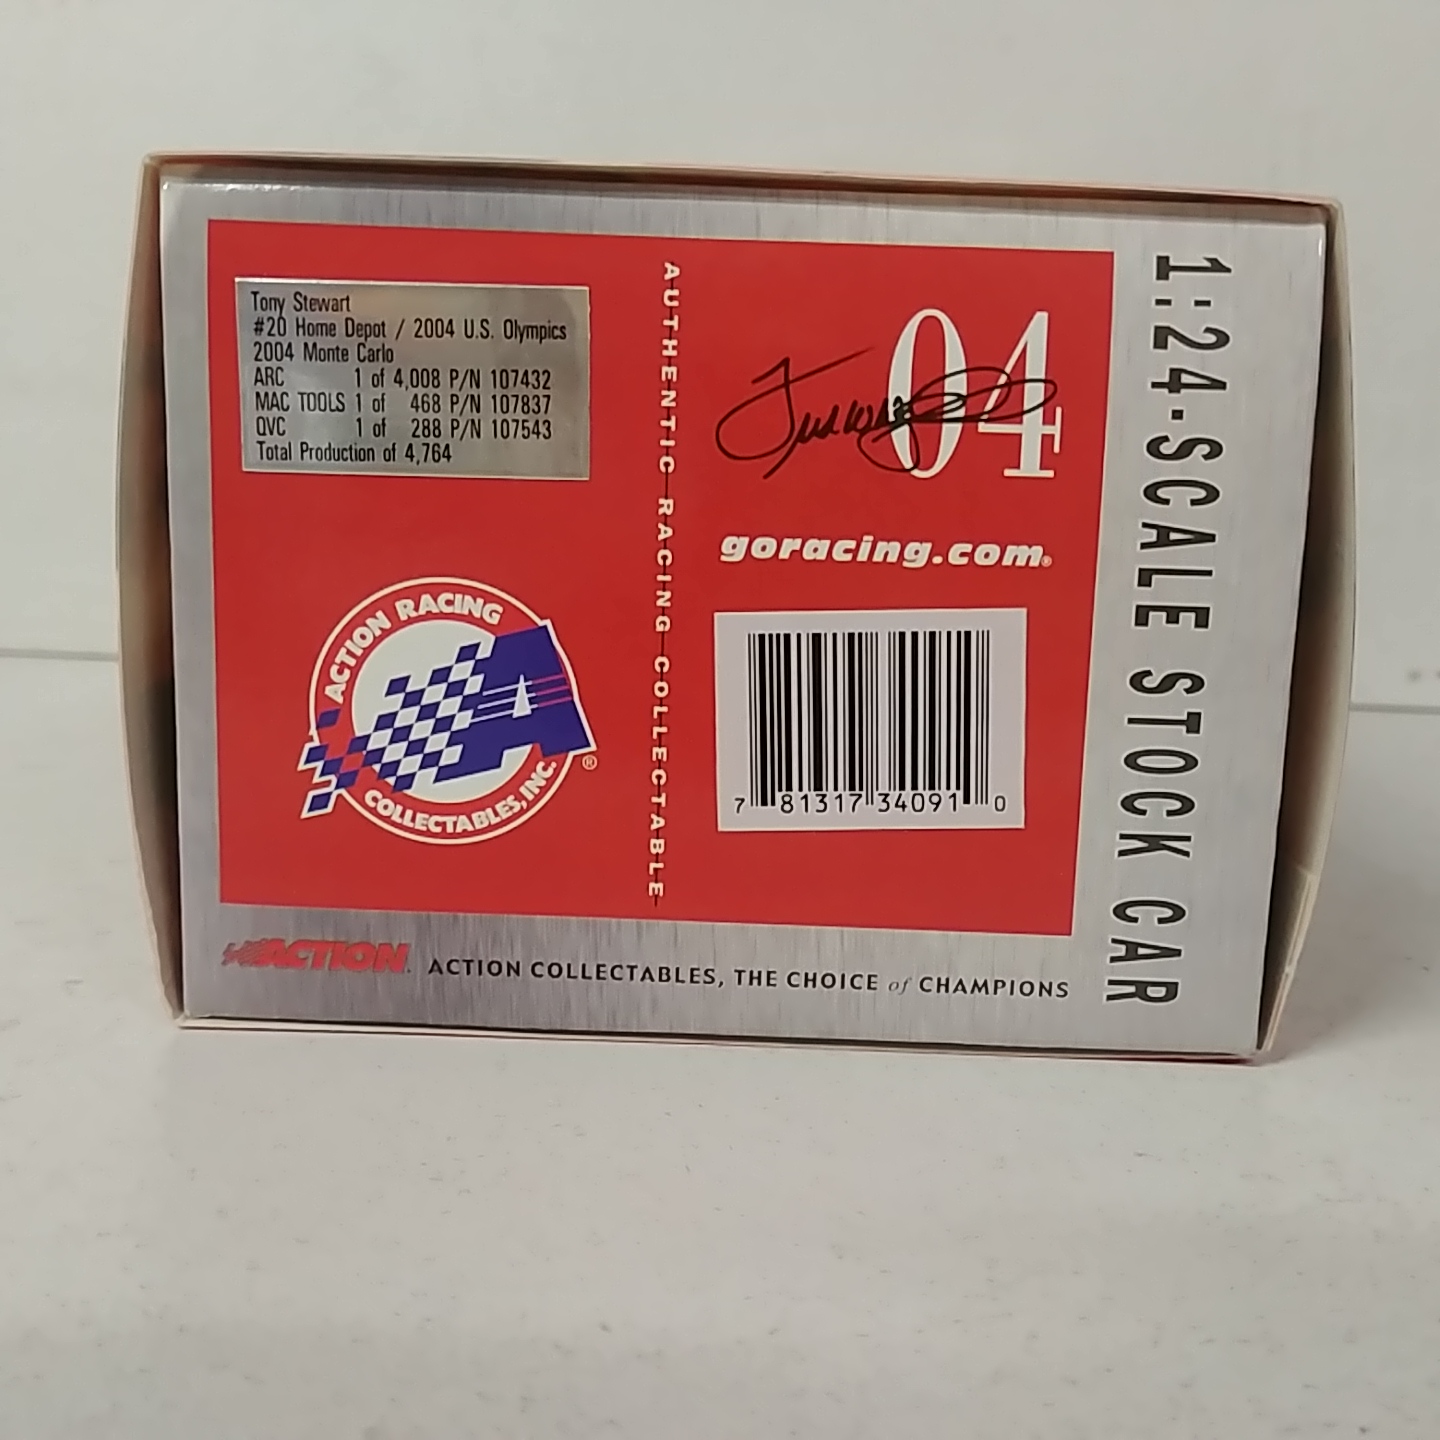 Tony Stewart
#20 Home Depot / 2004 U.S. Olympics
2004 Monte Carlo
ARC 1 of 4,008 P/N 107432
MAC TOOLS 1 of 468 P/N 107837
QVC 1 of 288 P/N 107543
Total Production of 4,764
ACTION RACING
COLLECTABLES, INC.
®
AUTHENTIC RACING COLLECTABLE
04
goracing.com®
7 81317 34091 0
1:24-SCALE STOCK CAR
ACTION.
ACTION COLLECTABLES, THE CHOICE of CHAMPIONS